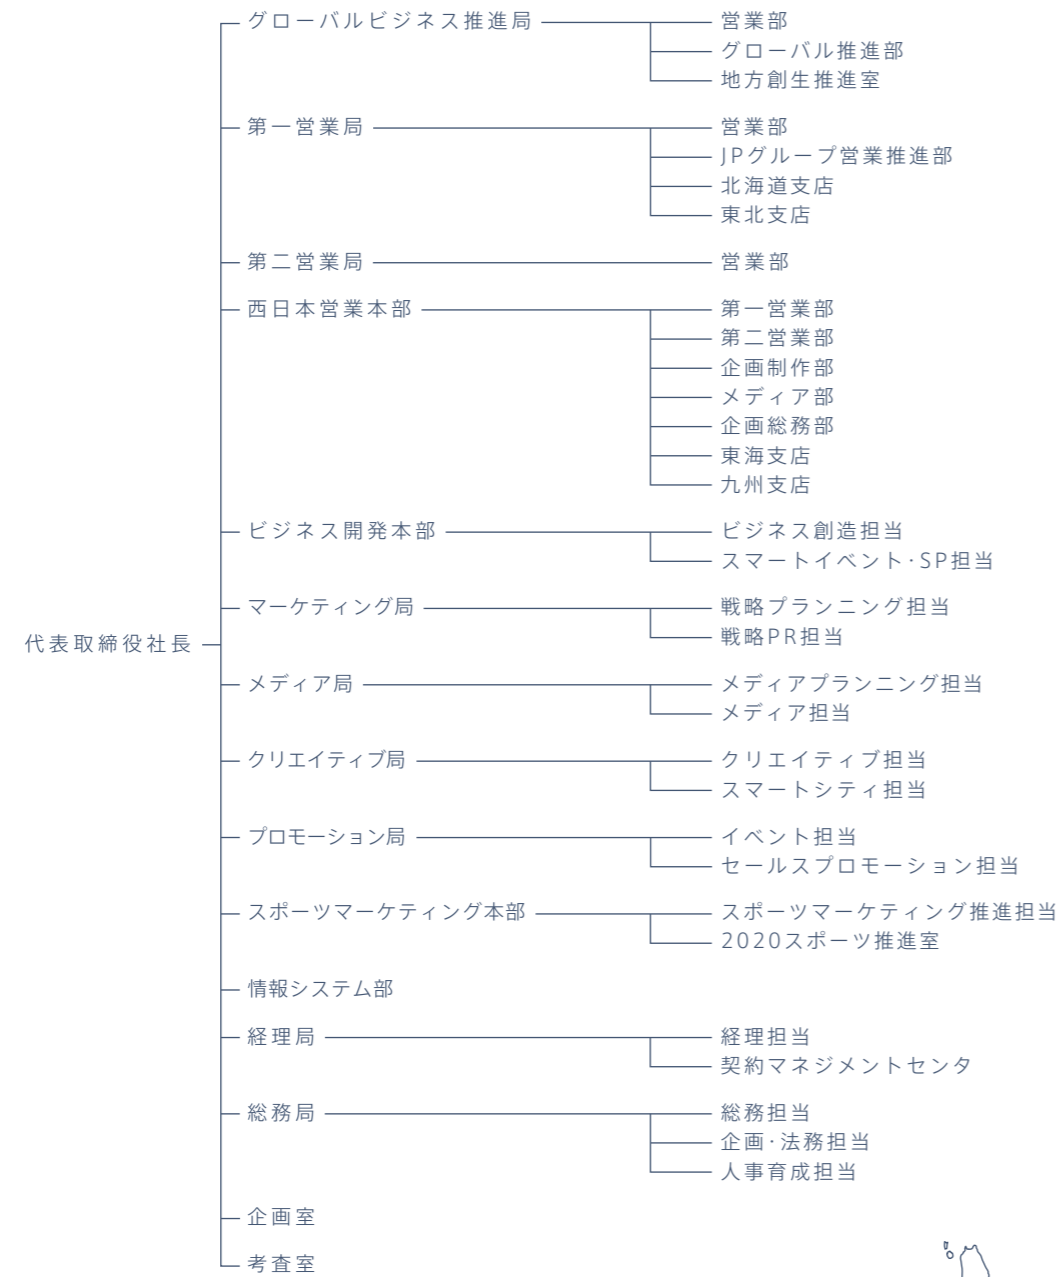 代表取締役社長
グローバルビジネス推進局
営業部
グローバル推進部
地方創生推進室
第一営業局
営業部
JPグループ営業推進部
北海道支店
東北支店
第二営業局
営業部
西日本営業本部
第一営業部
第二営業部
企画制作部
メディア部
企画総務部
東海支店
九州支店
ビジネス開発本部
ビジネス創造担当
スマートイベント・SP担当
マーケティング局
戦略プランニング担当
戦略PR担当
メディア局
メディアプランニング担当
メディア担当
クリエイティブ局
クリエイティブ担当
スマートシティ担当
プロモーション局
イベント担当
セールスプロモーション担当
スポーツマーケティング本部
スポーツマーケティング推進担当
2020スポーツ推進室
情報システム部
経理局
経理担当
契約マネジメントセンタ
総務局
総務担当
企画・法務担当
人事育成担当
企画室
考査室